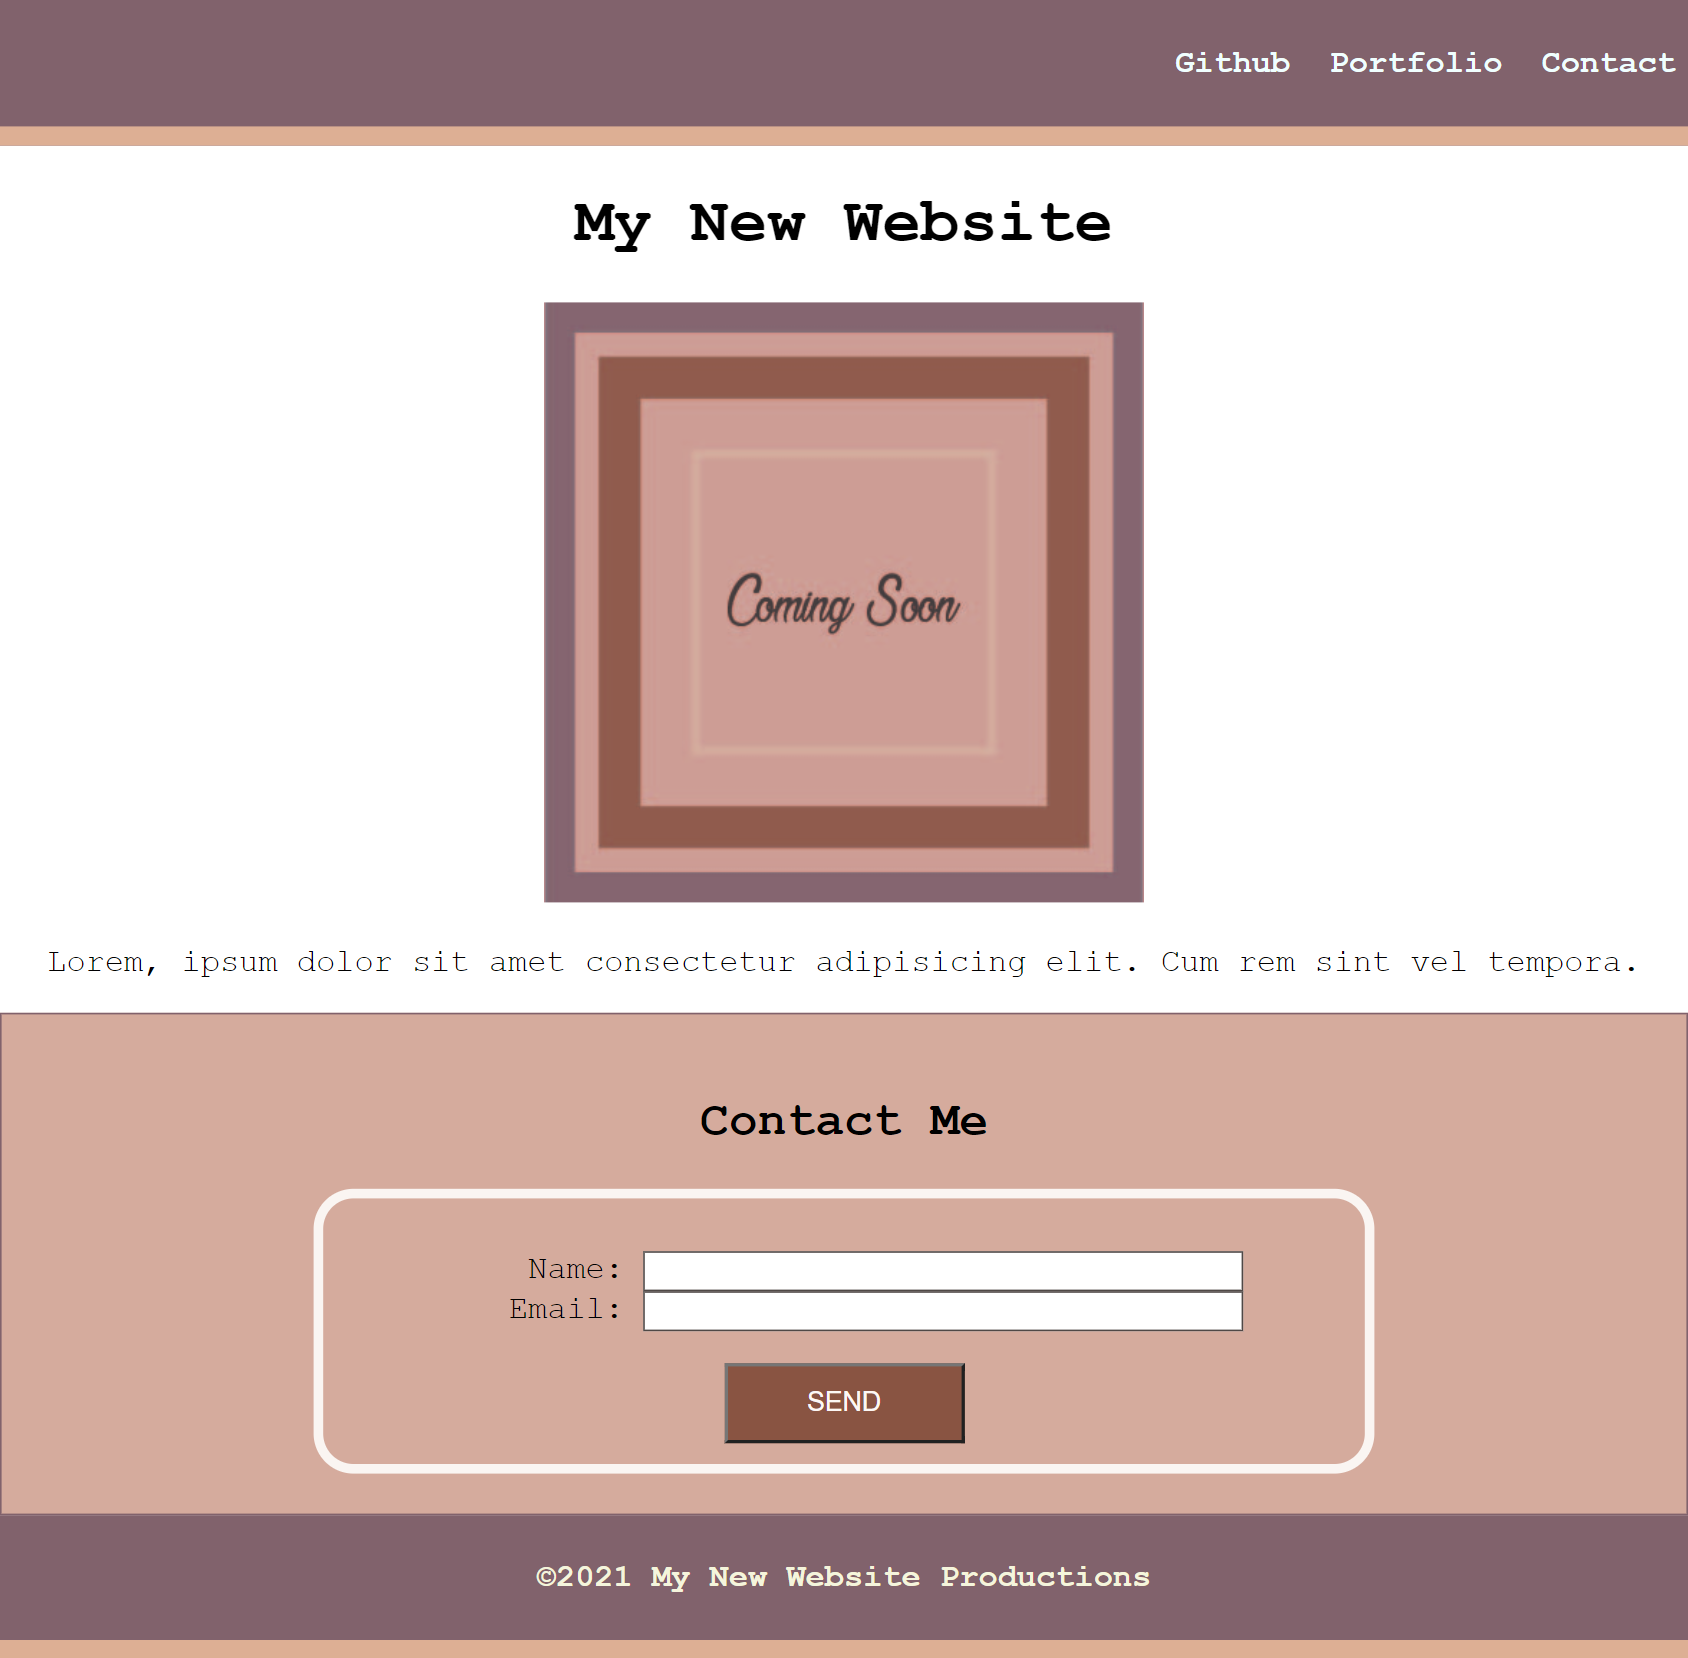 Github Portfolio Contact
My New Website
Coming Soon
Lorem, ipsum dolor sit amet consectetur adipisicing elit. Cum rem sint vel tempora.
Contact Me
Name:
Email:
SEND
©2021 My New Website Productions